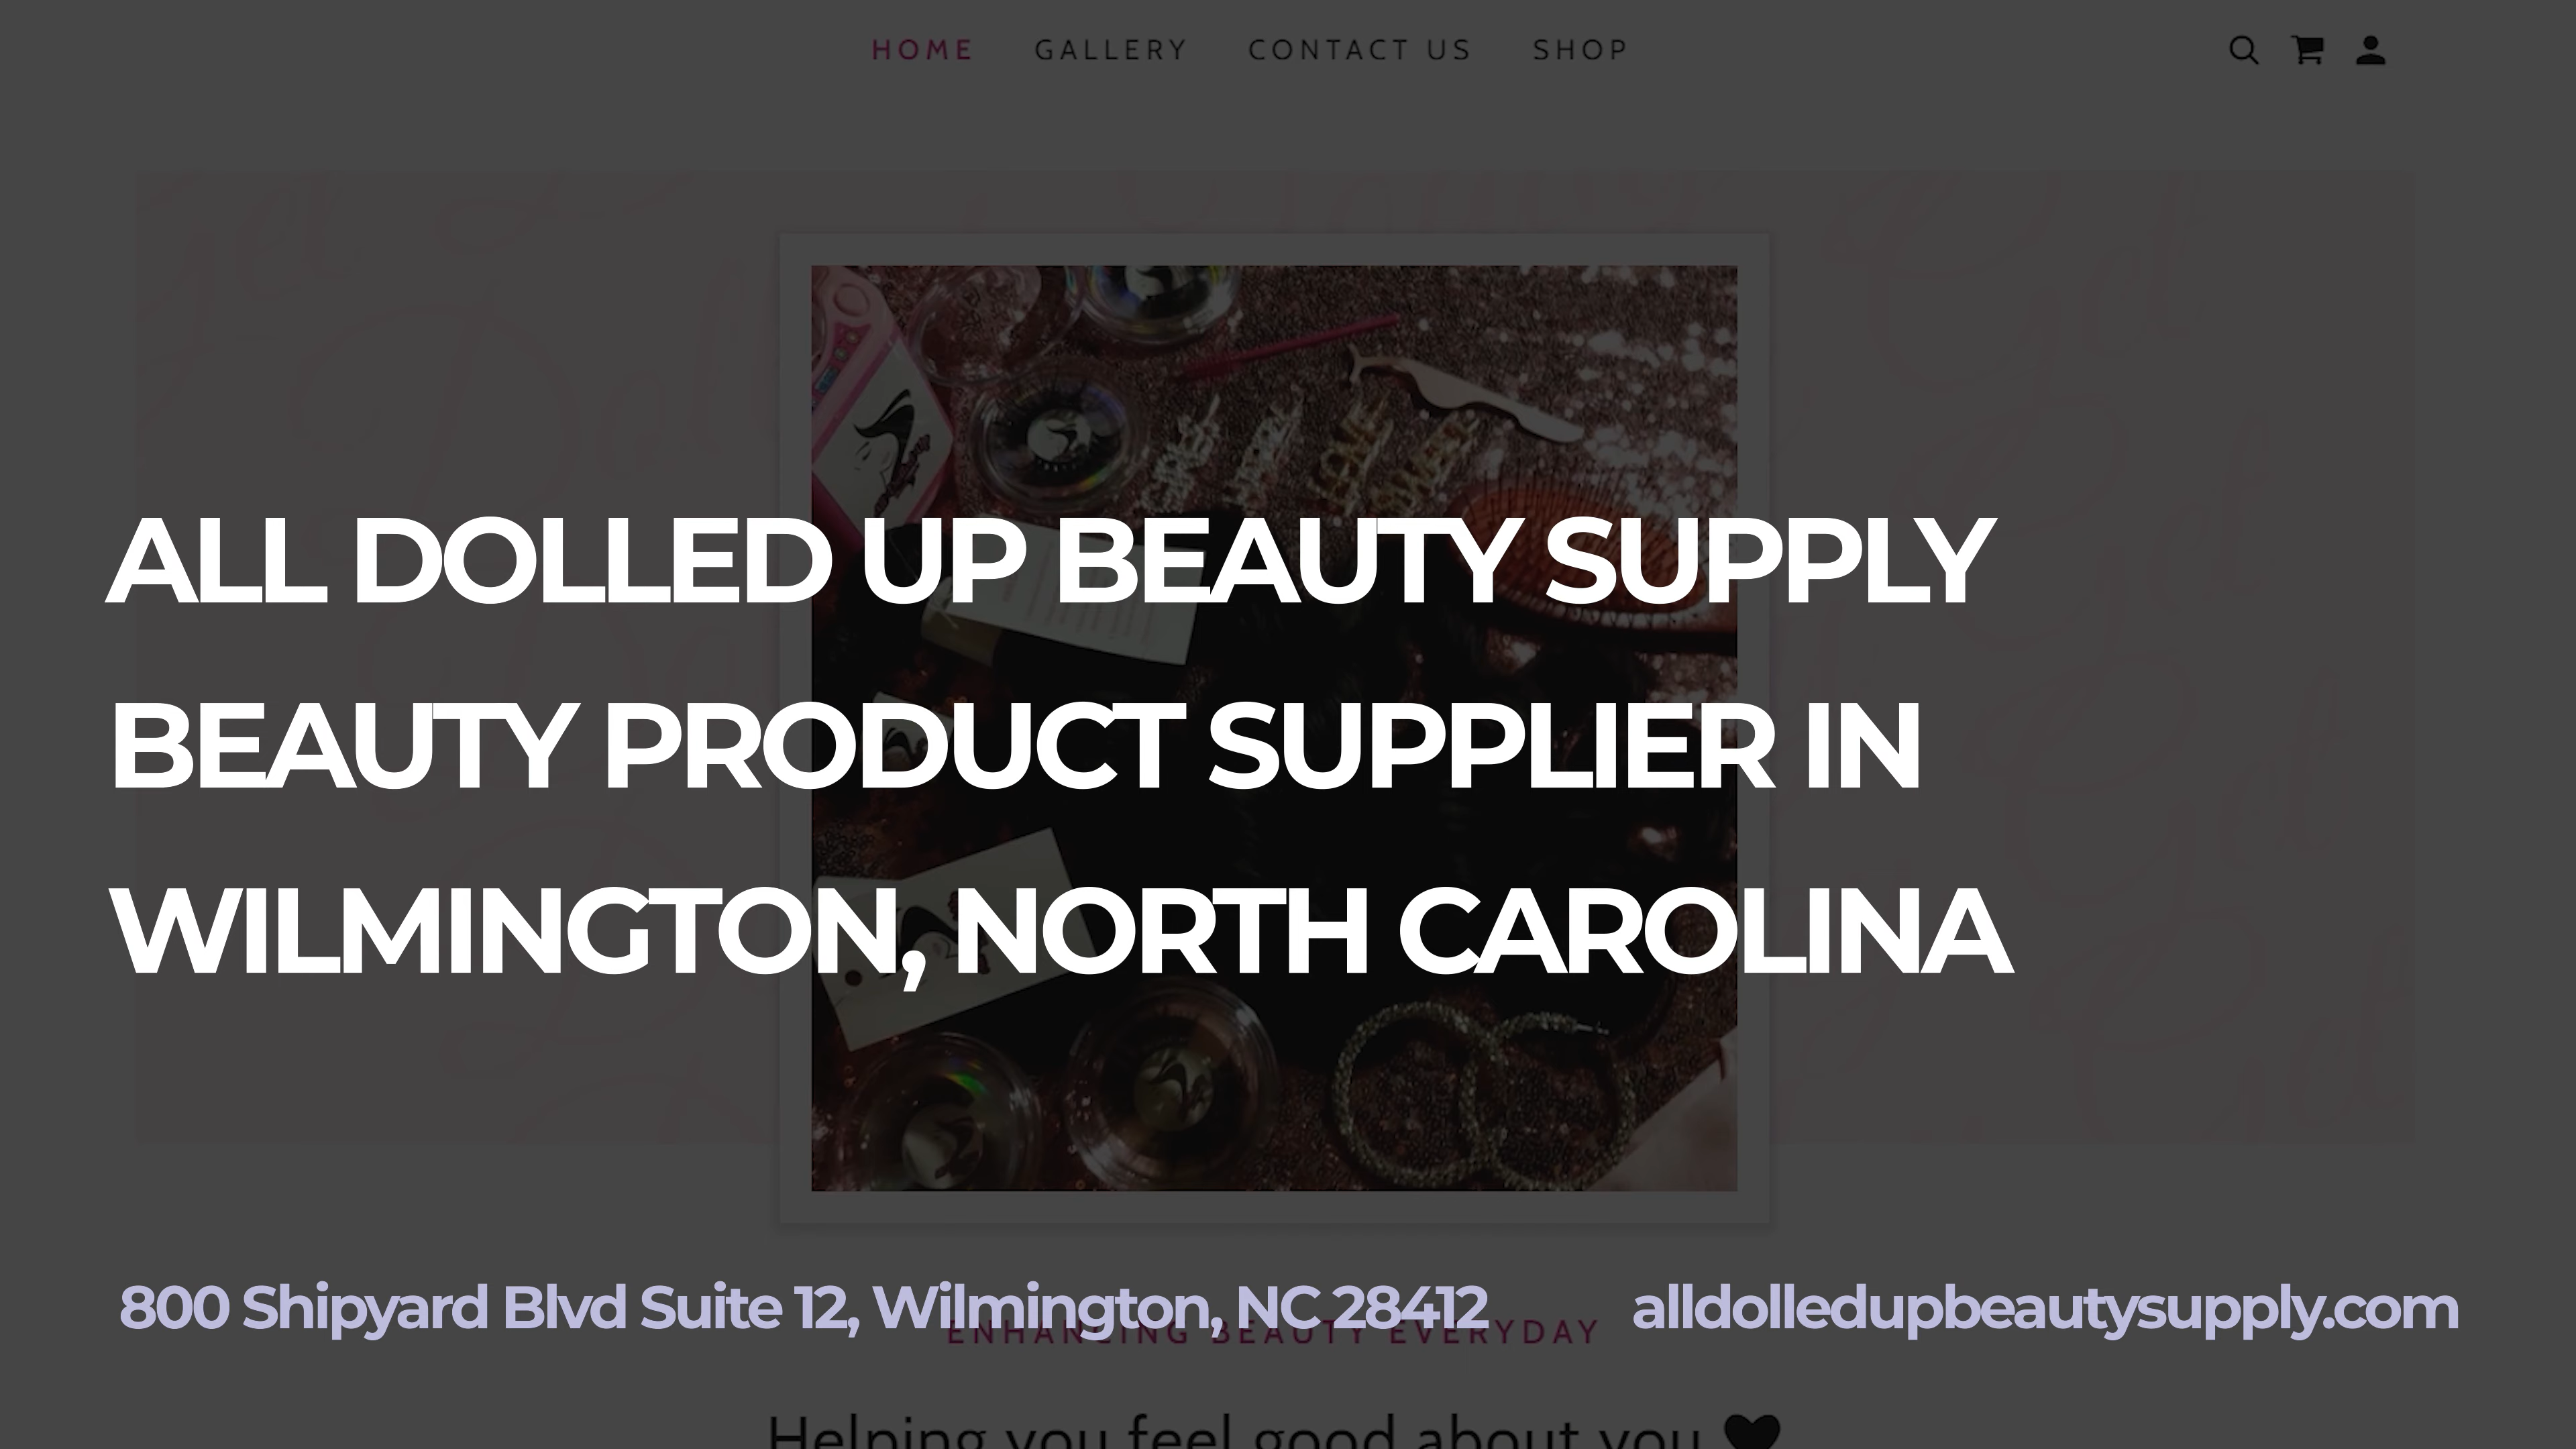 HOME GALLERY CONTACT US SHOP
ALL DOLLED UP BEAUTY SUPPLY
BEAUTY PRODUCT SUPPLIER IN
WILMINGTON, NORTH CAROLINA
800 Shipyard Blvd Suite 12, Wilmington, NC 28412 alldolledupbeautysupply.com
ENHANCING BEAUTY EVERYDAY
Helping you feel good about you